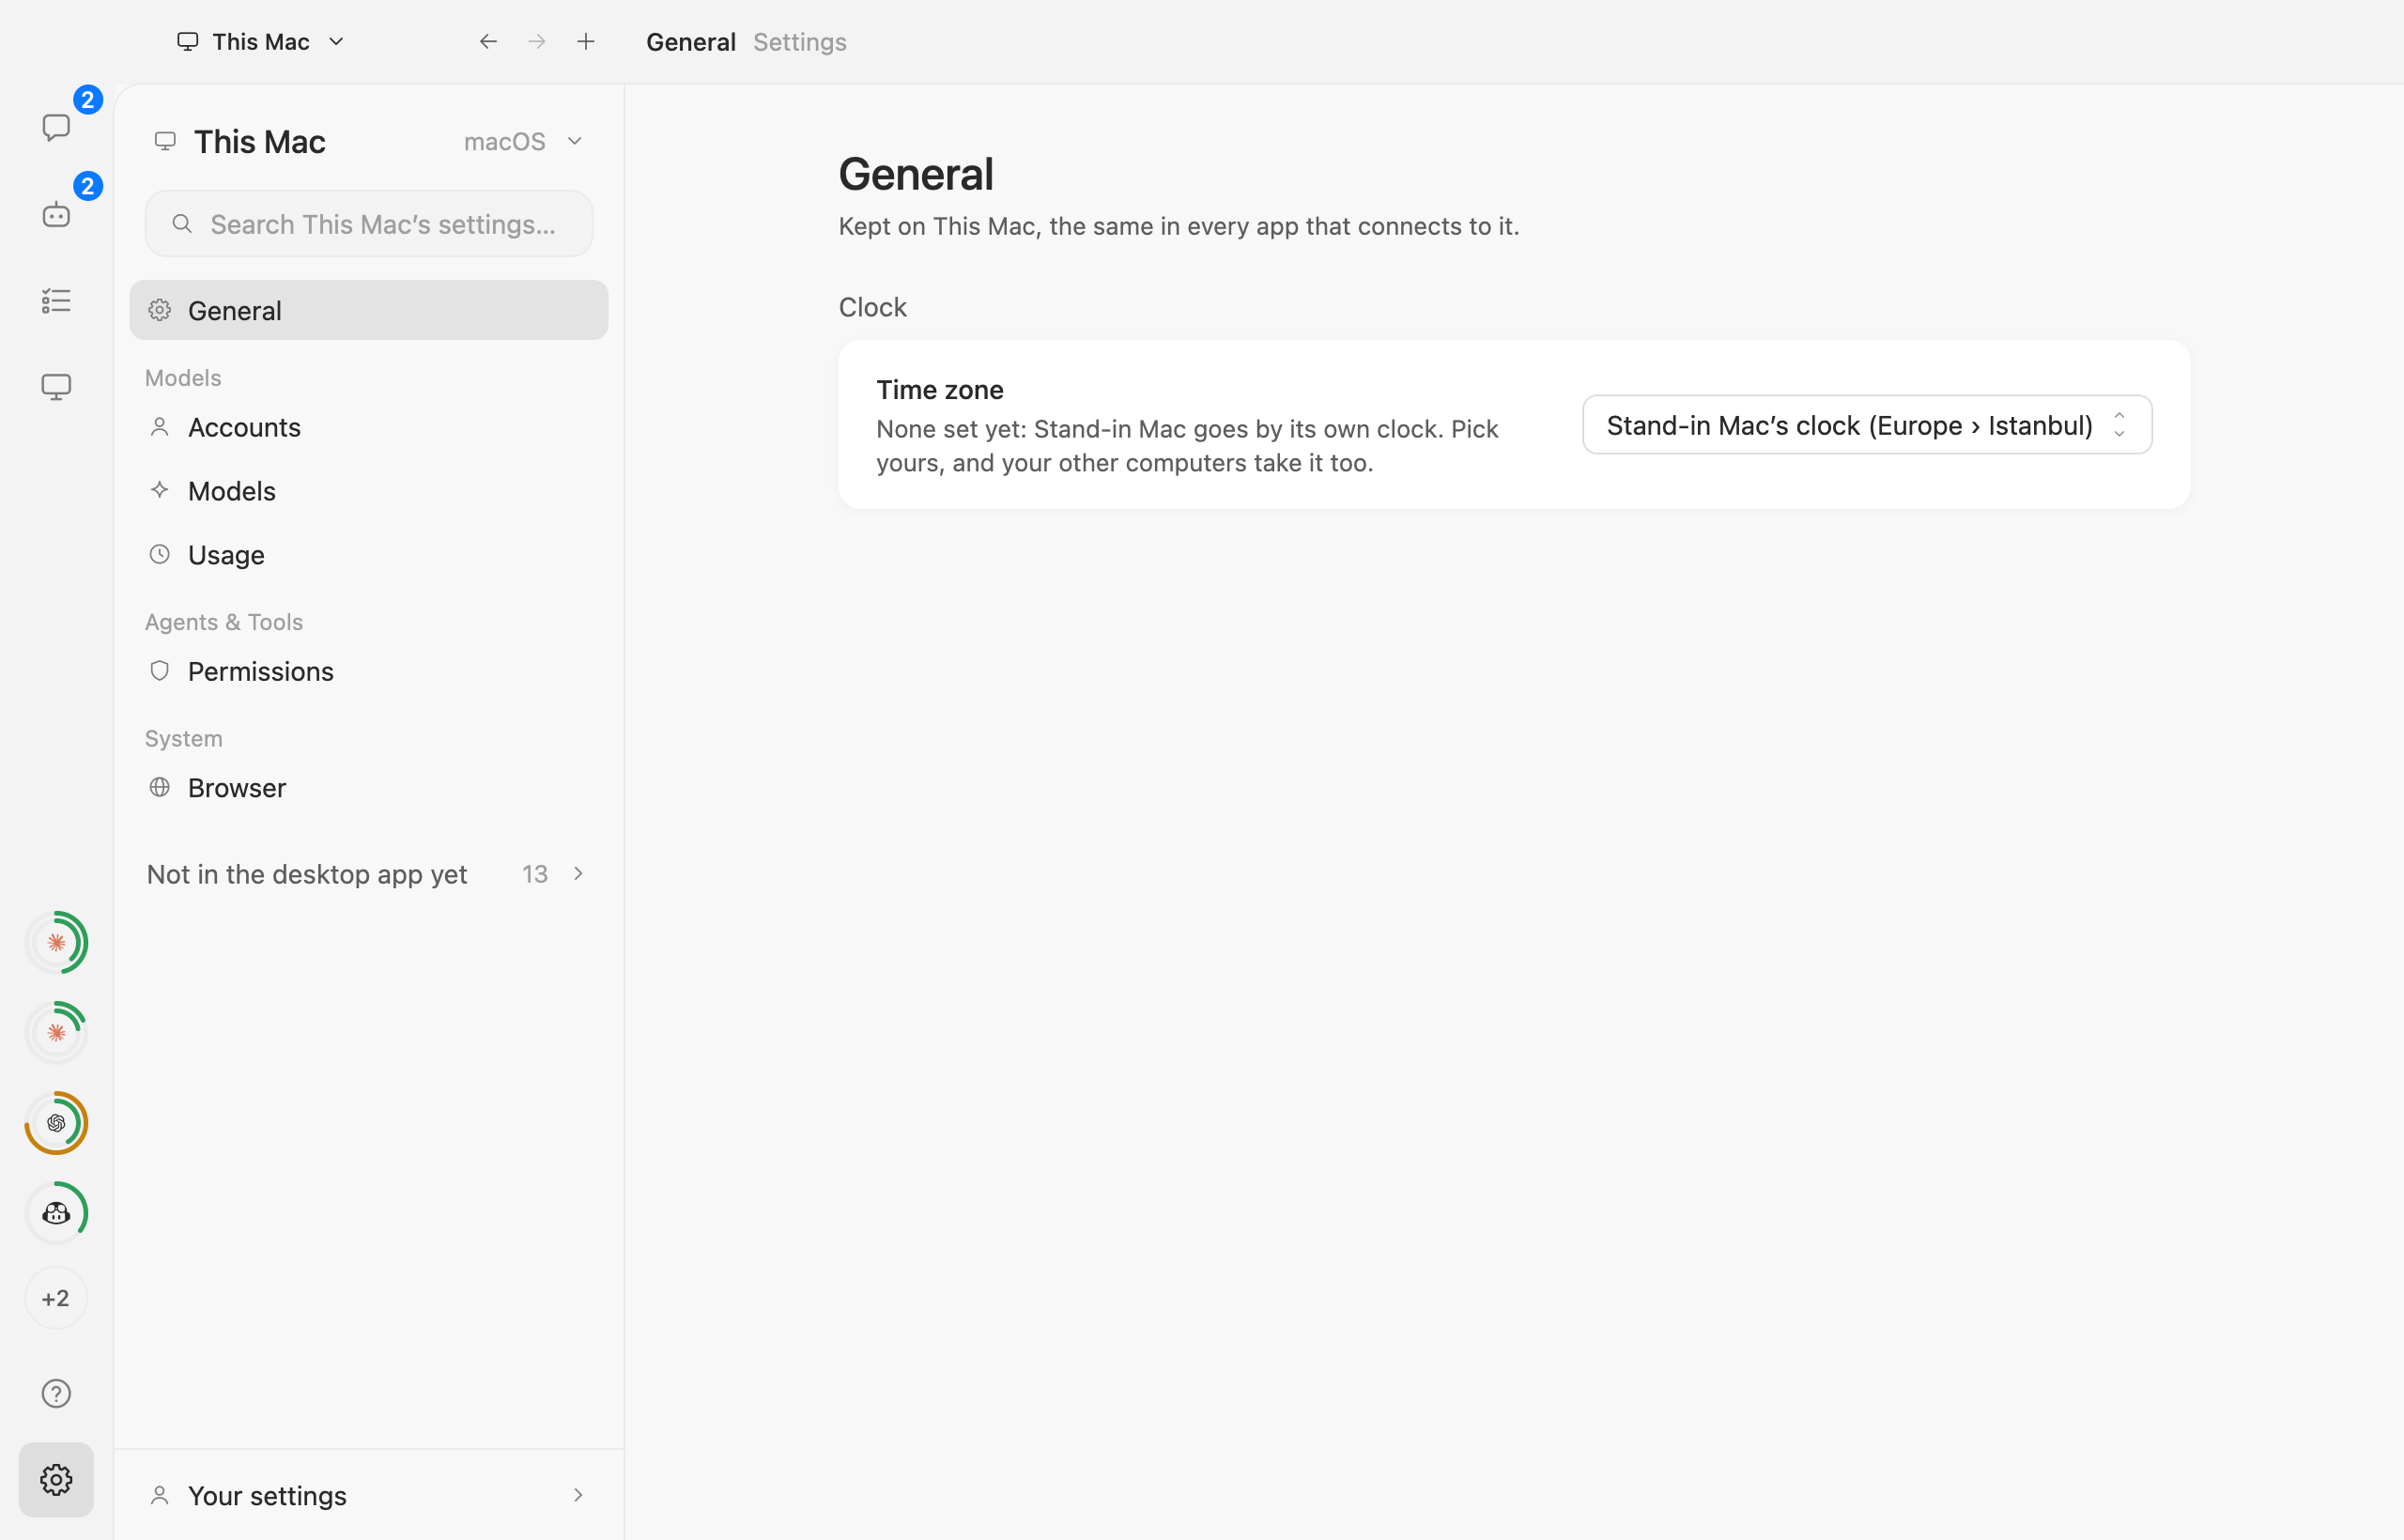 This Mac
General Settings
2
2
This Mac macOS
Search This Mac’s settings…
General
Models
Accounts
Models
Usage
Agents & Tools
Permissions
System
Browser
Not in the desktop app yet 13
+2
Your settings
General
Kept on This Mac, the same in every app that connects to it.
Clock
Time zone
None set yet: Stand-in Mac goes by its own clock. Pick
yours, and your other computers take it too.
Stand-in Mac’s clock (Europe › Istanbul)